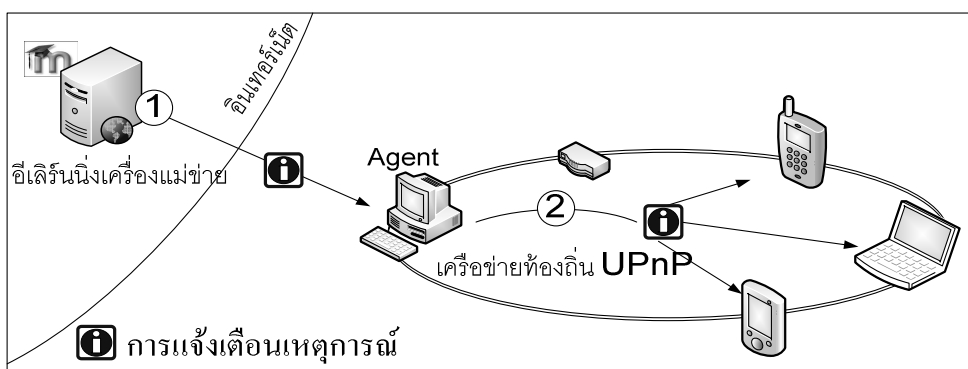 m
1
อินเทอร์เน็ต
อีเลิร์นนิ่งเครื่องแม่ข่าย
i
Agent
2
i
เครือข่ายท้องถิ่น UPnP
i การแจ้งเตือนเหตุการณ์